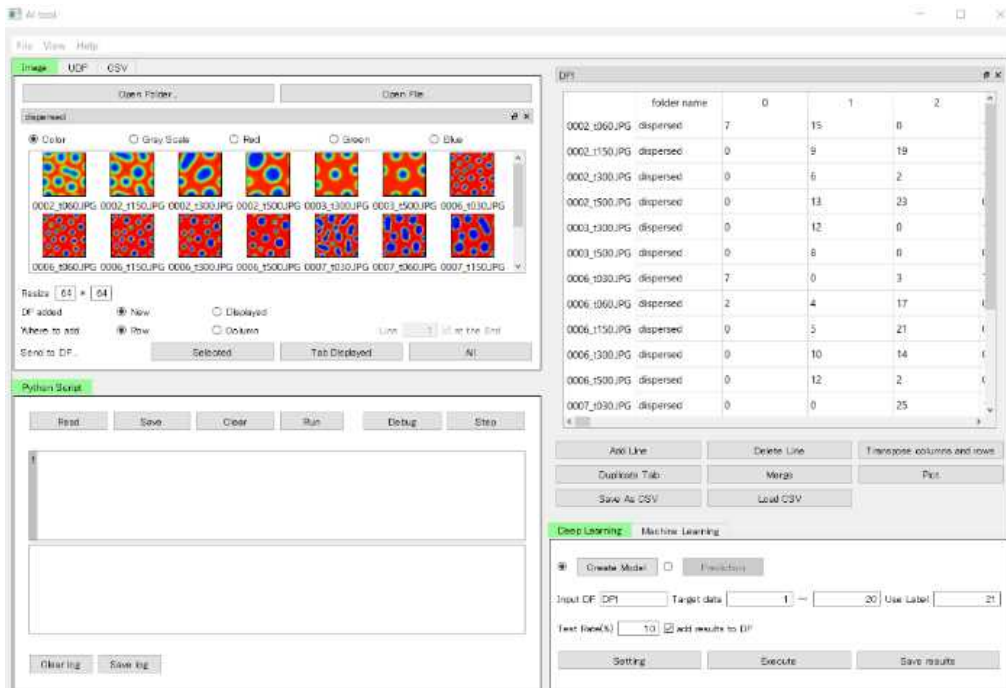 AI tool
File View Help
Image UDF CSV
Open Folder.. Open File
dispersed
Color Gray Scale Red Green Blue
0002_t060.JPG 0002_t150.JPG 0002_t300.JPG 0002_t500.JPG 0003_t300.JPG 0003_t500.JPG 0006_t030.JPG
0006_t060.JPG 0006_t150.JPG 0006_t300.JPG 0006_t500.JPG 0007_t030.JPG 0007_t060.JPG 0007_t150.JPG
Resize 64 * 64
DF added New Displayed
Where to add Row Column Line 1 at the End
Send to DF.. Selected Tab Displayed All
Python Script
Read Save Clear Run Debug Step
1
Clear log Save log
DF1
folder name 0 1 2
0002_t060.JPG dispersed 7 15 0
0002_t150.JPG dispersed 0 9 19
0002_t300.JPG dispersed 0 6 2
0002_t500.JPG dispersed 0 13 23
0003_t300.JPG dispersed 0 12 0
0003_t500.JPG dispersed 0 8 0
0006_t030.JPG dispersed 7 0 3
0006_t060.JPG dispersed 2 4 17
0006_t150.JPG dispersed 0 5 21
0006_t300.JPG dispersed 0 10 14
0006_t500.JPG dispersed 0 12 2
0007_t030.JPG dispersed 0 0 25
Add Line Delete Line Transpose columns and rows
Duplicate Tab Merge Plot
Save As CSV Load CSV
Deep Learning Machine Learning
Create Model Prediction
Input DF DF1 Target data 1 — 20 Use Label 21
Test Rate(%) 10 add results to DF
Setting Execute Save results